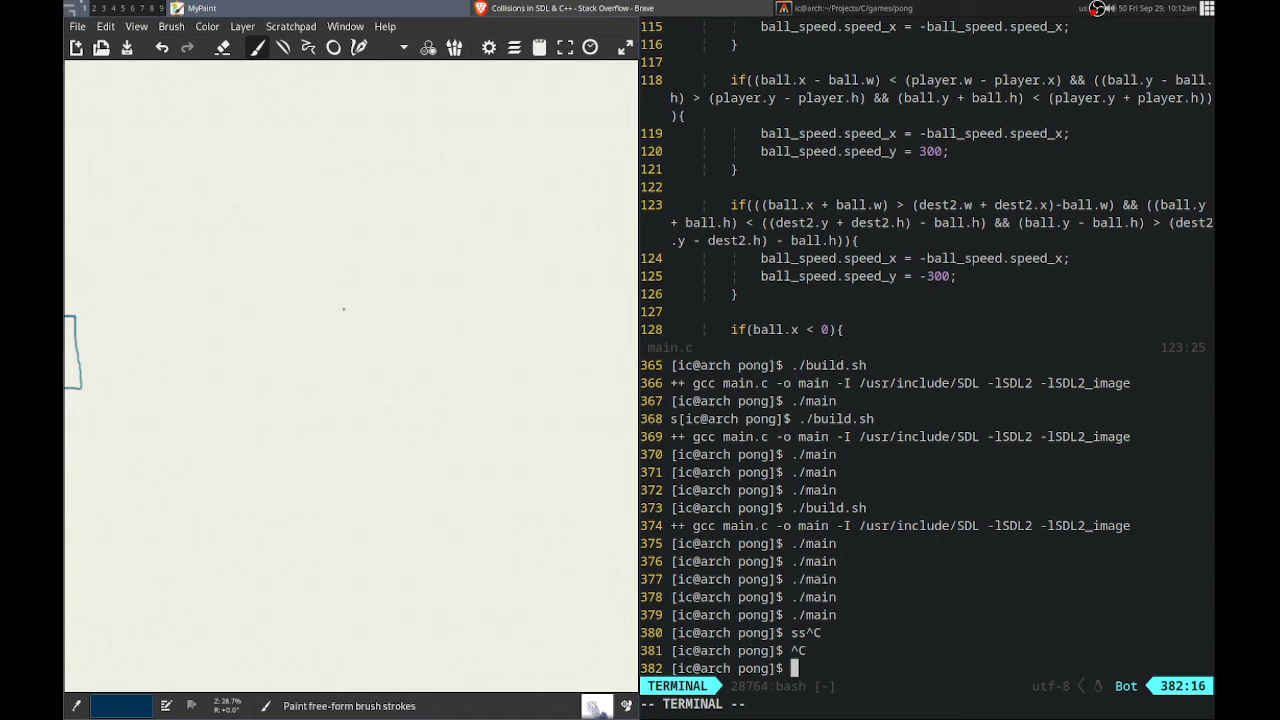 1 2 3 4 5 6 7 8 9 MyPaint Collisions in SDL & C++ - Stack Overflow - Brave ic@arch:~/Projects/C/games/pong us 50 Fri Sep 29, 10:12am
File Edit View Brush Color Layer Scratchpad Window Help
115 ball_speed.speed_x = -ball_speed.speed_x;
116 }
117
118 if((ball.x - ball.w) < (player.w - player.x) && ((ball.y - ball.
h) > (player.y - player.h) && (ball.y + ball.h) < (player.y + player.h))
){
119 ball_speed.speed_x = -ball_speed.speed_x;
120 ball_speed.speed_y = 300;
121 }
122
123 if(((ball.x + ball.w) > (dest2.w + dest2.x)-ball.w) && ((ball.y
+ ball.h) < ((dest2.y + dest2.h) - ball.h) && (ball.y - ball.h) > (dest2
.y - dest2.h) - ball.h)){
124 ball_speed.speed_x = -ball_speed.speed_x;
125 ball_speed.speed_y = -300;
126 }
127
128 if(ball.x < 0){
main.c 123:25
365 [ic@arch pong]$ ./build.sh
366 ++ gcc main.c -o main -I /usr/include/SDL -lSDL2 -lSDL2_image
367 [ic@arch pong]$ ./main
368 s[ic@arch pong]$ ./build.sh
369 ++ gcc main.c -o main -I /usr/include/SDL -lSDL2 -lSDL2_image
370 [ic@arch pong]$ ./main
371 [ic@arch pong]$ ./main
372 [ic@arch pong]$ ./main
373 [ic@arch pong]$ ./build.sh
374 ++ gcc main.c -o main -I /usr/include/SDL -lSDL2 -lSDL2_image
375 [ic@arch pong]$ ./main
376 [ic@arch pong]$ ./main
377 [ic@arch pong]$ ./main
378 [ic@arch pong]$ ./main
379 [ic@arch pong]$ ./main
380 [ic@arch pong]$ ss^C
381 [ic@arch pong]$ ^C
382 [ic@arch pong]$
TERMINAL 28764:bash [-] utf-8 Bot 382:16
-- TERMINAL --
Z: 28.7%
R: +0.0°
Paint free-form brush strokes